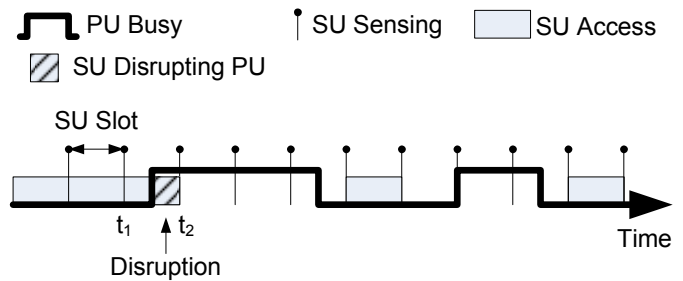 PU Busy
SU Sensing
SU Access
SU Disrupting PU
SU Slot
t1
t2
Time
Disruption